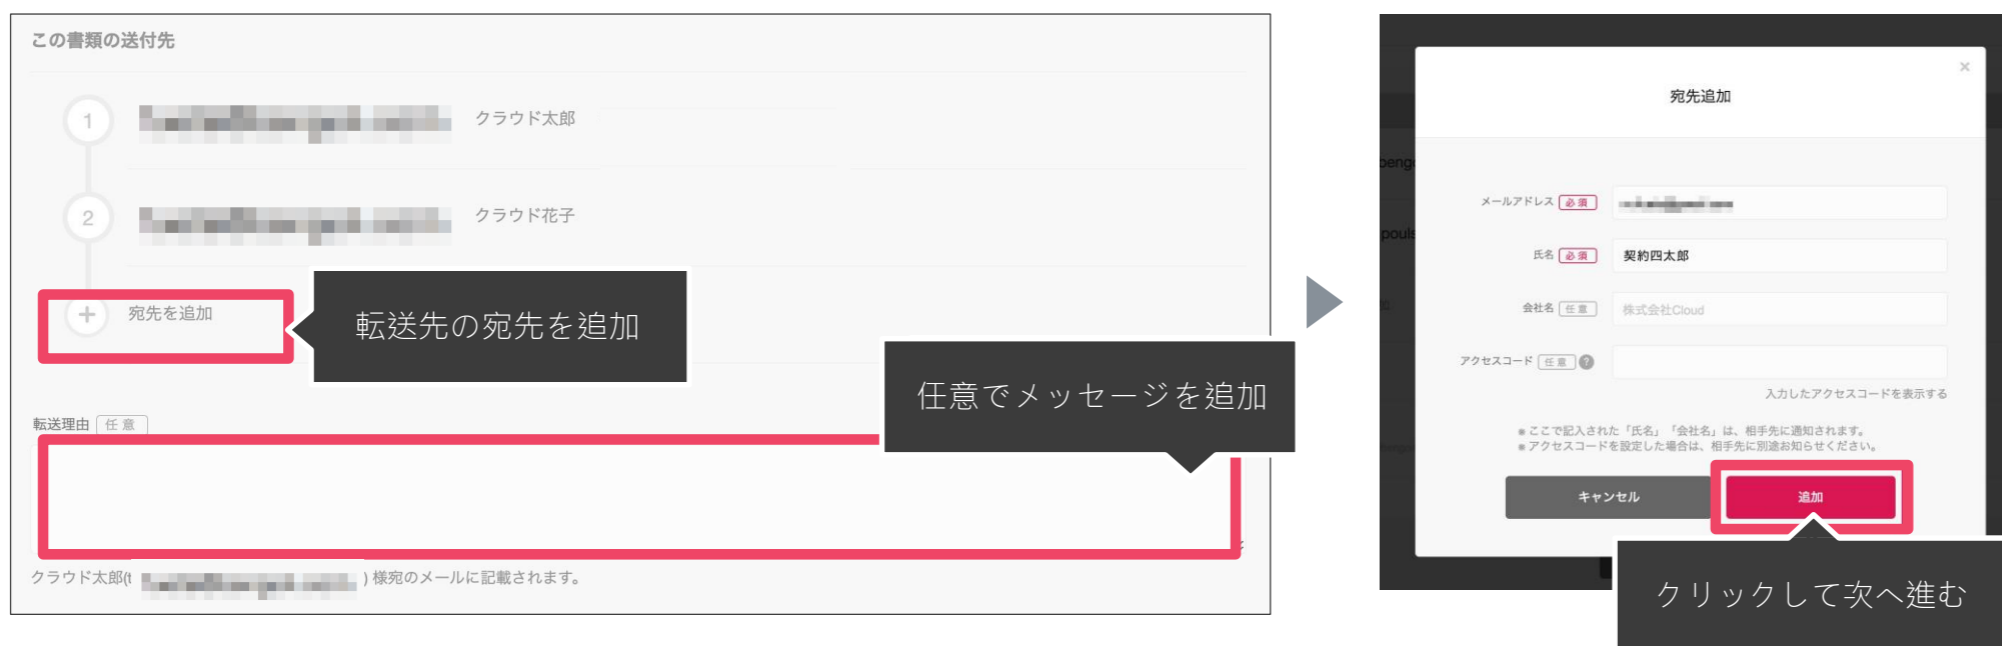 この書類の送付先
1
クラウド太郎
2
クラウド花子
+ 宛先を追加
転送先の宛先を追加
任意でメッセージを追加
転送理由 任意
クラウド太郎(t
) 様宛のメールに記載されます。
×
宛先追加
メールアドレス 必須
氏名 必須 契約四太郎
会社名 任意 株式会社Cloud
アクセスコード 任意 ?
入力したアクセスコードを表示する
※ここで記入された「氏名」「会社名」は、相手先に通知されます。
※アクセスコードを設定した場合は、相手先に別途お知らせください。
キャンセル
追加
クリックして次へ進む